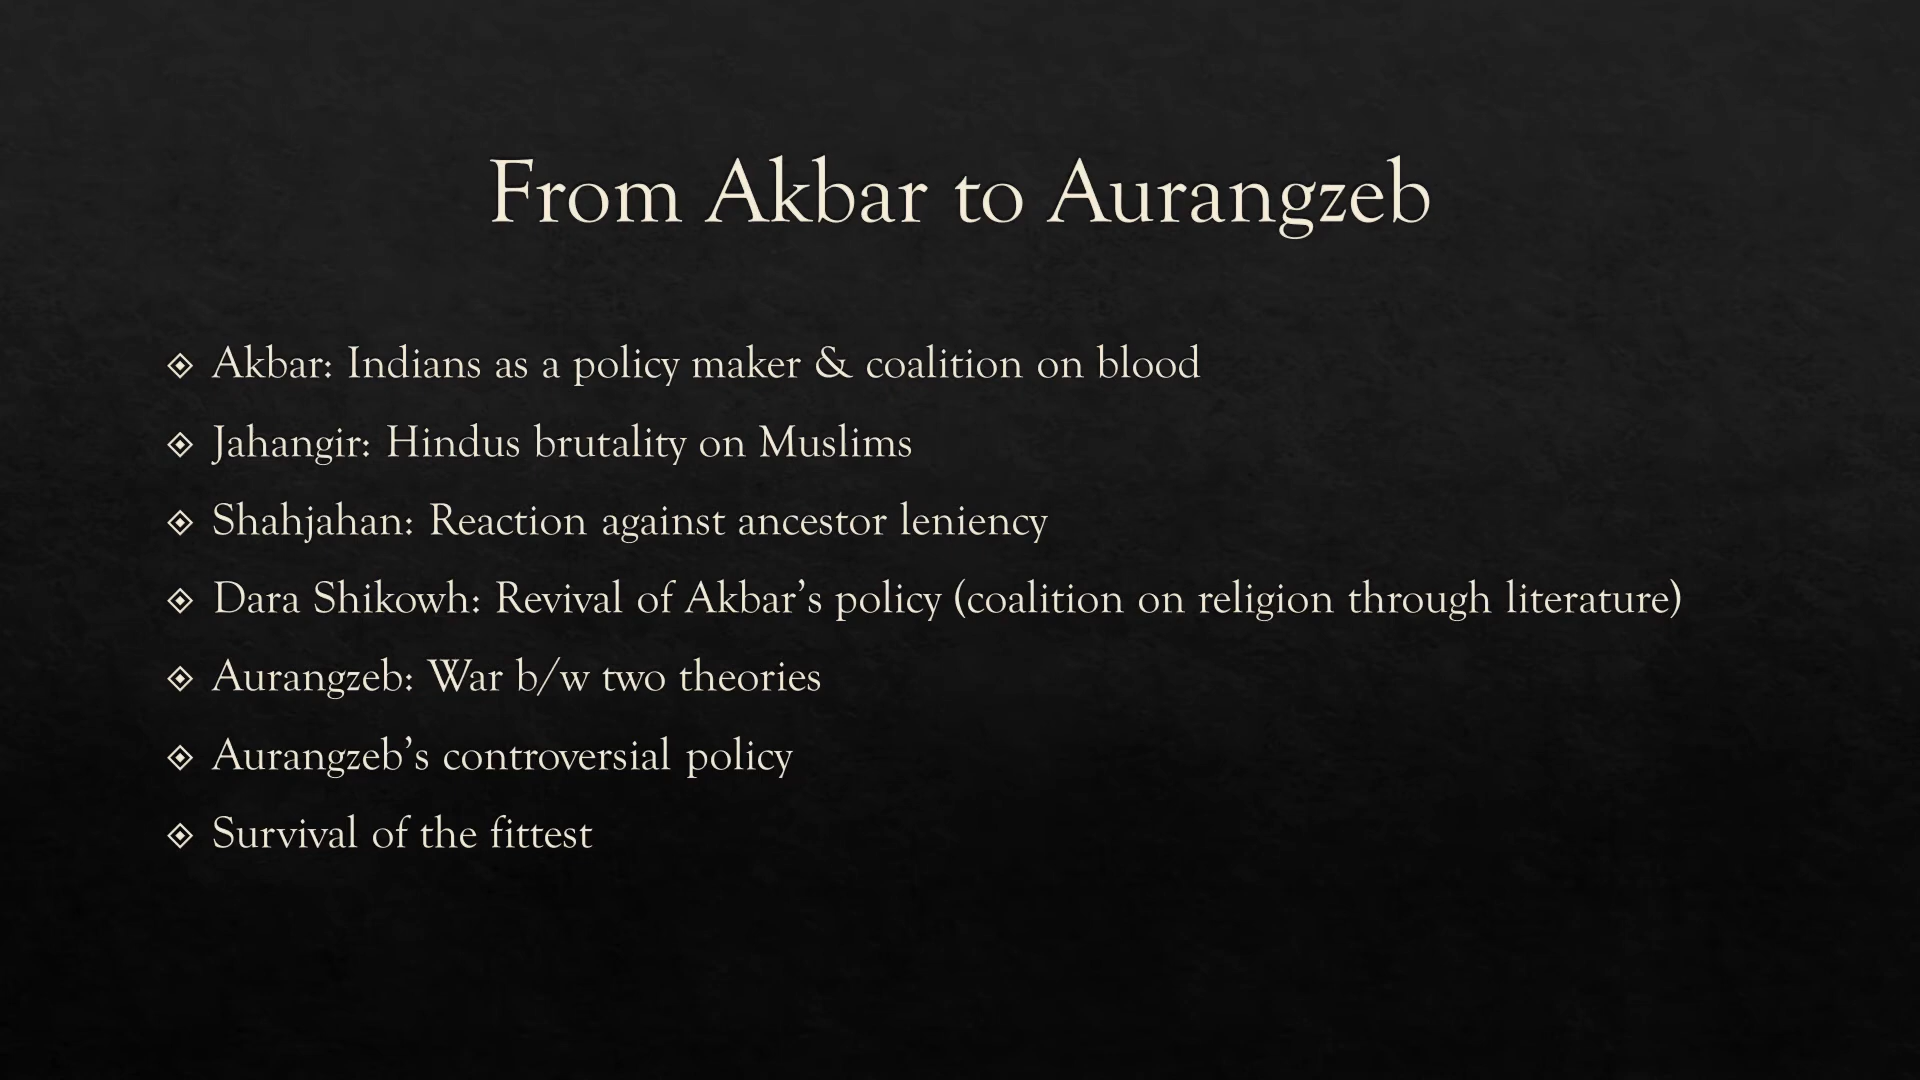 From Akbar to Aurangzeb
Akbar: Indians as a policy maker & coalition on blood
Jahangir: Hindus brutality on Muslims
Shahjahan: Reaction against ancestor leniency
Dara Shikowh: Revival of Akbar’s policy (coalition on religion through literature)
Aurangzeb: War b/w two theories
Aurangzeb’s controversial policy
Survival of the fittest